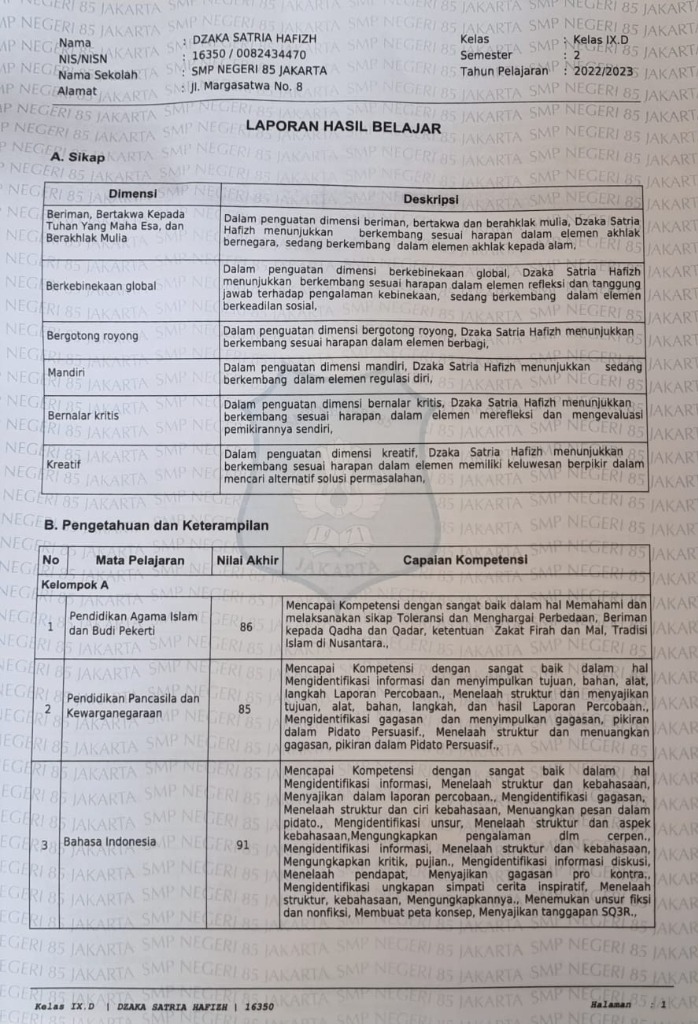 Nama : DZAKA SATRIA HAFIZH Kelas : Kelas IX.D
NIS/NISN : 16350 / 0082434470 Semester : 2
Nama Sekolah : SMP NEGERI 85 JAKARTA Tahun Pelajaran : 2022/2023
Alamat : Jl. Margasatwa No. 8
LAPORAN HASIL BELAJAR
A. Sikap
Dimensi Deskripsi
Beriman, Bertakwa Kepada
Tuhan Yang Maha Esa, dan
Berakhlak Mulia
Dalam penguatan dimensi beriman, bertakwa dan berahklak mulia, Dzaka Satria
Hafizh menunjukkan berkembang sesuai harapan dalam elemen akhlak
bernegara, sedang berkembang dalam elemen akhlak kepada alam,
Berkebinekaan global
Dalam penguatan dimensi berkebinekaan global, Dzaka Satria Hafizh
menunjukkan berkembang sesuai harapan dalam elemen refleksi dan tanggung
jawab terhadap pengalaman kebinekaan, sedang berkembang dalam elemen
berkeadilan sosial,
Bergotong royong
Dalam penguatan dimensi bergotong royong, Dzaka Satria Hafizh menunjukkan
berkembang sesuai harapan dalam elemen berbagi,
Mandiri
Dalam penguatan dimensi mandiri, Dzaka Satria Hafizh menunjukkan sedang
berkembang dalam elemen regulasi diri,
Bernalar kritis
Dalam penguatan dimensi bernalar kritis, Dzaka Satria Hafizh menunjukkan
berkembang sesuai harapan dalam elemen merefleksi dan mengevaluasi
pemikirannya sendiri,
Kreatif
Dalam penguatan dimensi kreatif, Dzaka Satria Hafizh menunjukkan
berkembang sesuai harapan dalam elemen memiliki keluwesan berpikir dalam
mencari alternatif solusi permasalahan,
B. Pengetahuan dan Keterampilan
No Mata Pelajaran Nilai Akhir Capaian Kompetensi
Kelompok A
1 Pendidikan Agama Islam
dan Budi Pekerti
86
Mencapai Kompetensi dengan sangat baik dalam hal Memahami dan
melaksanakan sikap Toleransi dan Menghargai Perbedaan, Beriman
kepada Qadha dan Qadar, ketentuan Zakat Firah dan Mal, Tradisi
Islam di Nusantara.,
2 Pendidikan Pancasila dan
Kewarganegaraan
85
Mencapai Kompetensi dengan sangat baik dalam hal
Mengidentifikasi informasi dan menyimpulkan tujuan, bahan, alat,
langkah Laporan Percobaan., Menelaah struktur dan menyajikan
tujuan, alat, bahan, langkah, dan hasil Laporan Percobaan.,
Mengidentifikasi gagasan dan menyimpulkan gagasan, pikiran
dalam Pidato Persuasif., Menelaah struktur dan menuangkan
gagasan, pikiran dalam Pidato Persuasif.,
3 Bahasa Indonesia
91
Mencapai Kompetensi dengan sangat baik dalam hal
Mengidentifikasi informasi, Menelaah struktur dan kebahasaan,
Menyajikan dalam laporan percobaan., Mengidentifikasi gagasan,
Menelaah struktur dan ciri kebahasaan, Menuangkan pesan dalam
pidato., Mengidentifikasi unsur, Menelaah struktur dan aspek
kebahasaan,Mengungkapkan pengalaman dlm cerpen.,
Mengidentifikasi informasi, Menelaah struktur dan kebahasaan,
Mengungkapkan kritik, pujian., Mengidentifikasi informasi diskusi,
Menelaah pendapat, Menyajikan gagasan pro kontra.,
Mengidentifikasi ungkapan simpati cerita inspiratif, Menelaah
struktur, kebahasaan, Mengungkapkannya., Menemukan unsur fiksi
dan nonfiksi, Membuat peta konsep, Menyajikan tanggapan SQ3R.,
JAKARTA
Kelas IX.D | DZAKA SATRIA HAFIZH | 16350 Halaman : 1